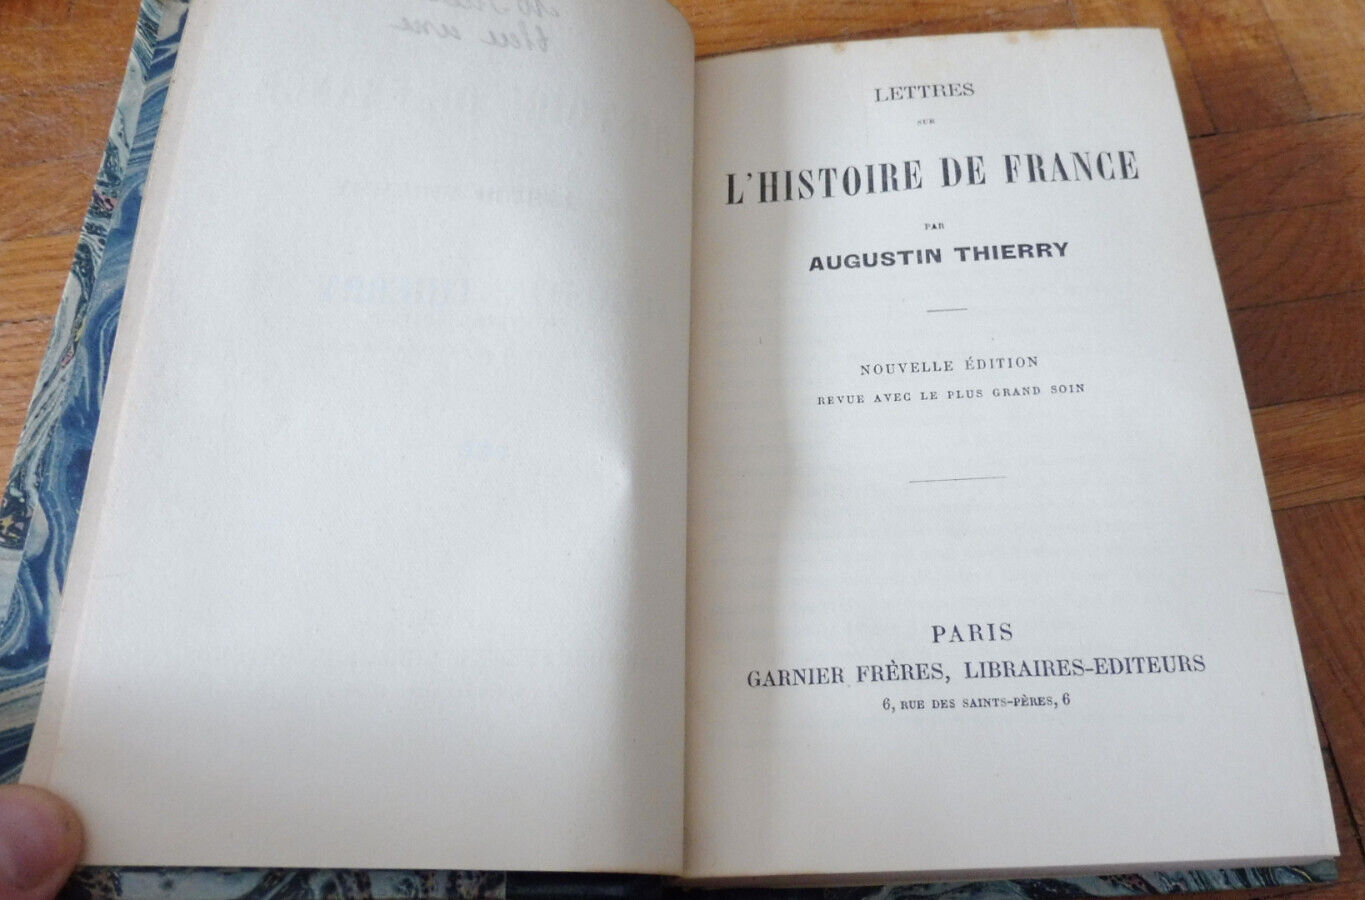 LETTRES
SUR
L'HISTOIRE DE FRANCE
PAR
AUGUSTIN THIERRY
NOUVELLE ÉDITION
REVUE AVEC LE PLUS GRAND SOIN
PARIS
GARNIER FRÈRES, LIBRAIRES-EDITEURS
6, RUE DES SAINTS-PÈRES, 6